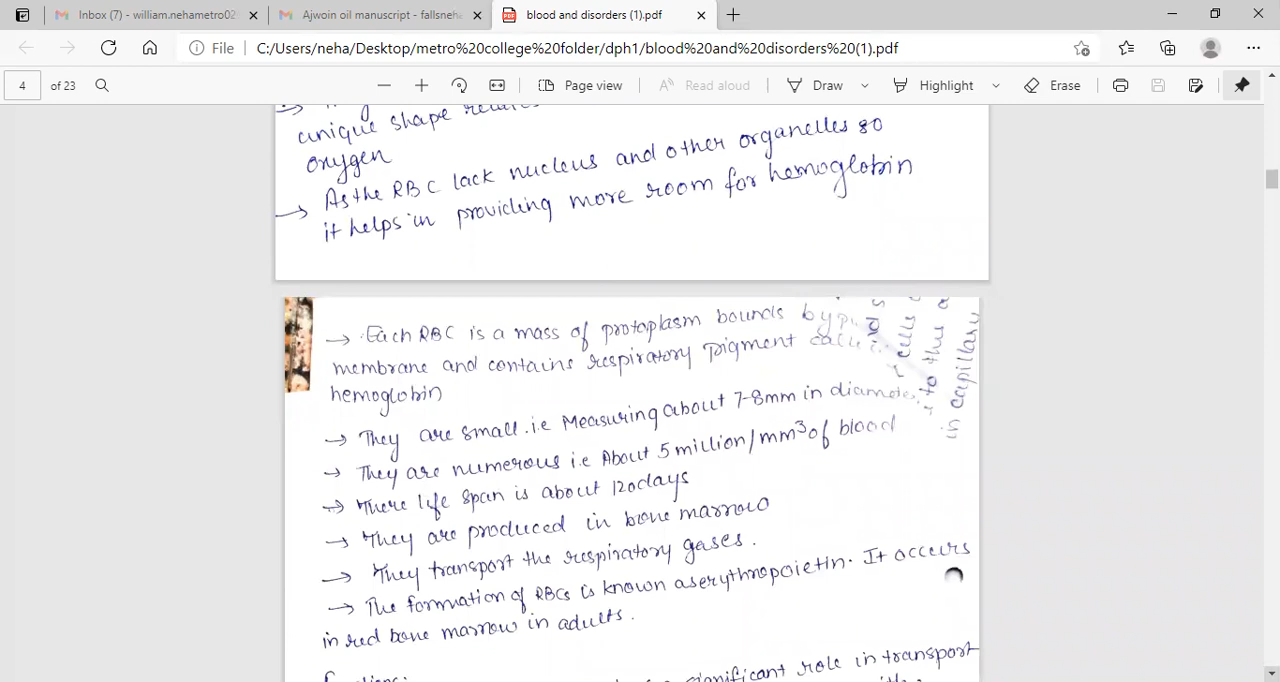 Inbox (7) - william.nehametro02
Ajwoin oil manuscript - fallsneha
blood and disorders (1).pdf
File
C:/Users/neha/Desktop/metro%20college%20folder/dph1/blood%20and%20disorders%20(1).pdf
4 of 23
Page view
Read aloud
Draw
Highlight
Erase
unique shape
oxygen
→ As the RBC lack nucleus and other organelles so
it helps in providing more room for hemoglobin
→ Each RBC is a mass of protoplasm bounds by
membrane and contains respiratory pigment
hemoglobin
→ They are small .i.e Measuring about 7-8mm in
→ They are numerous i.e About 5 million/mm³ of blood
→ There life span is about 120days
→ They are produced in bone marrow
→ They transport the respiratory gases.
→ The formation of RBCs is known as erythropoietin. It occurs
in red bone marrow in adults.
role in transport
cells
to this
in capillary